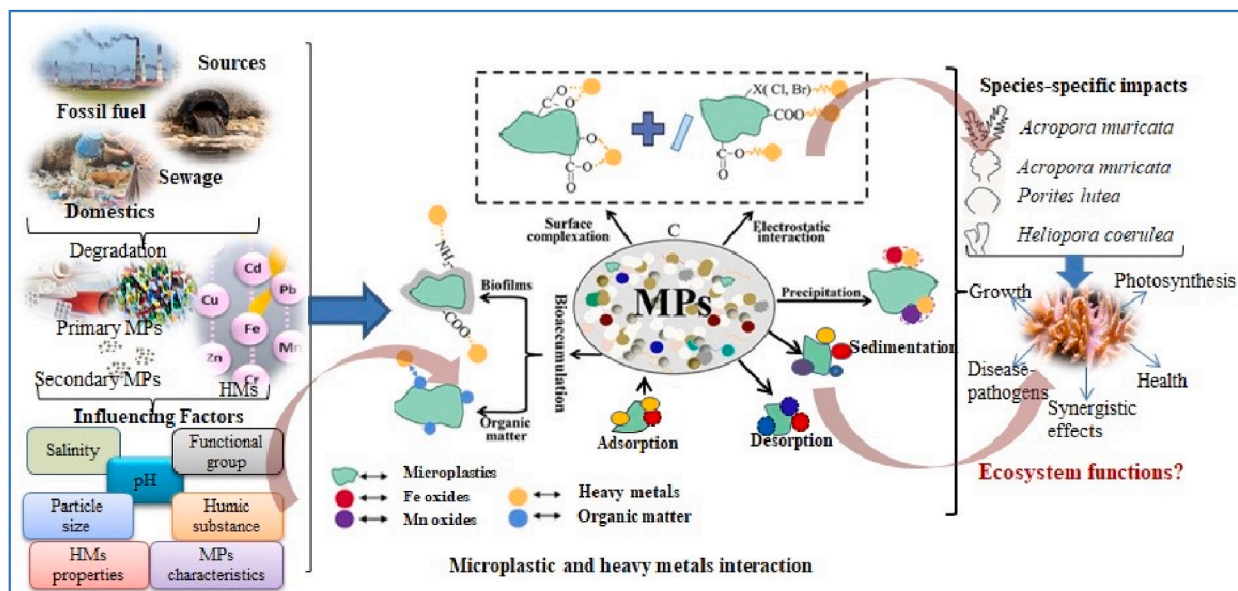 Sources
Fossil fuel
Sewage
Domestics
Degradation
Primary MPs
Secondary MPs
Cd
Cu
Pb
Fe
Zn
Mn
Cr
HMs
Influencing Factors
Salinity
Functional
group
pH
Particle
size
Humic
substance
HMs
properties
MPs
characteristics
X( Cl, Br)
COO
C
O
O
O
C
O
C
O
O
Surface
complexation
C
Electrostatic
interaction
NH2
Biofilms
COO
Bioaccumulation
Organic
matter
MPs
Precipitation
Sedimentation
Adsorption
Desorption
Microplastics
Fe oxides
Mn oxides
Heavy metals
Organic matter
Microplastic and heavy metals interaction
Species-specific impacts
Acropora muricata
Acropora muricata
Porites lutea
Heliopora coerulea
Growth
Photosynthesis
Disease-
pathogens
Health
Synergistic
effects
Ecosystem functions?